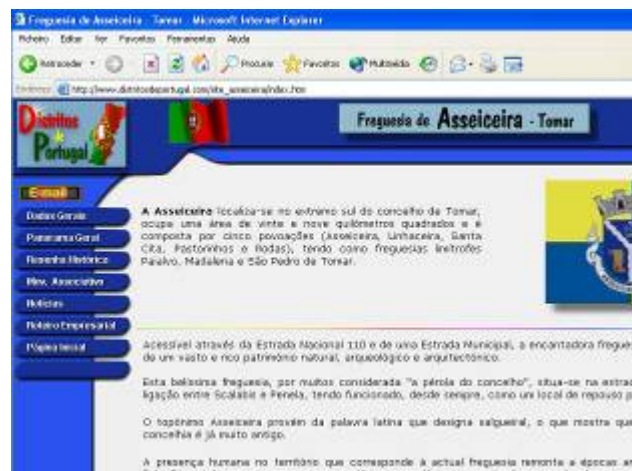 Freguesia de Asseiceira - Tomar - Microsoft Internet Explorer
Ficheiro Editar Ver Favoritos Ferramentas Ajuda
Retroceder Procurar Favoritos Multimédia
Endereço http://www.distritosdeportugal.com/site_asseiceira/index.htm
Distritos
de
Portugal
Freguesia de Asseiceira - Tomar
E-mail
Dados Gerais
Panorama Geral
Resenha Histórica
Mov. Associativo
Notícias
Roteiro Empresarial
Página Inicial
A Asseiceira localiza-se no extremo sul do concelho de Tomar,
ocupa uma área de vinte e nove quilómetros quadrados e é
composta por cinco povoações (Asseiceira, Linhaceira, Santa
Cita, Pastorinhos e Rodas), tendo como freguesias limítrofes
Paialvo, Madalena e São Pedro de Tomar.
Acessível através da Estrada Nacional 110 e de uma Estrada Municipal, a encantadora fregue
de um vasto e rico património natural, arqueológico e arquitectónico.
Esta belíssima freguesia, por muitos considerada "a pérola do concelho", situa-se na estrad
ligação entre Scalabis e Penela, tendo funcionado, desde sempre, como um local de repouso p
O topónimo Asseiceira provém da palavra latina que designa salgueiral, o que mostra que
concelhia é já muito antigo.
A presença humana no território que corresponde à actual freguesia remonta a épocas